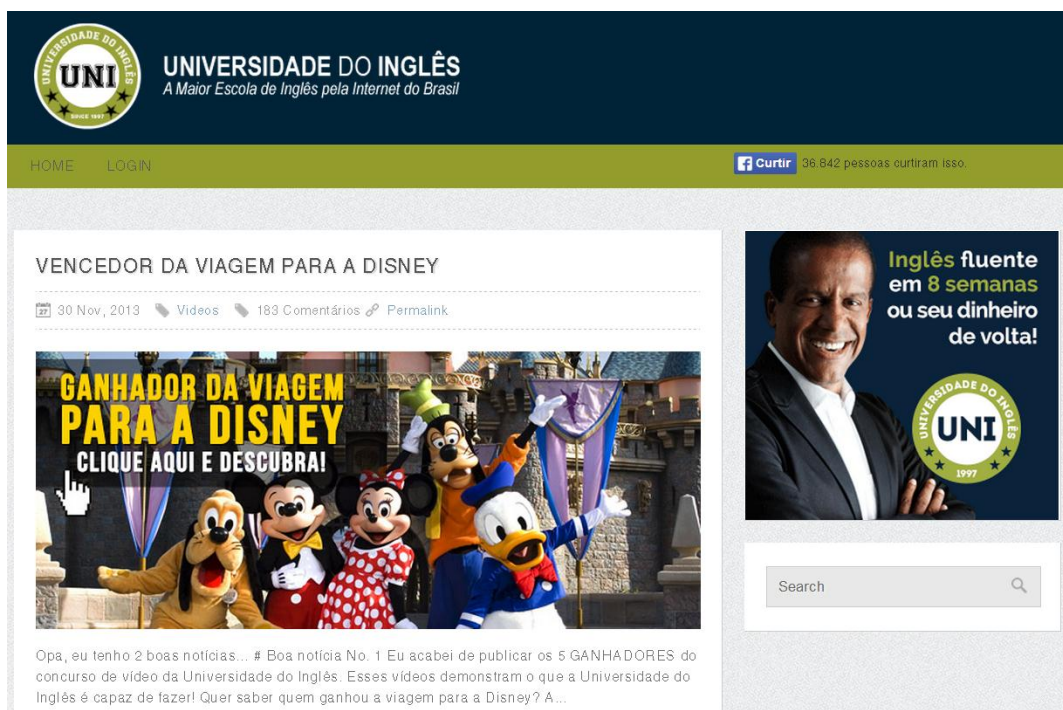 UNIVERSIDADE DO INGLÊS
UNI
SINCE 1997
UNIVERSIDADE DO INGLÊS
A Maior Escola de Inglês pela Internet do Brasil
HOME LOGIN
Curtir 36.842 pessoas curtiram isso.
VENCEDOR DA VIAGEM PARA A DISNEY
27 30 Nov, 2013 Videos 183 Comentários Permalink
GANHADOR DA VIAGEM
PARA A DISNEY
CLIQUE AQUI E DESCUBRA!
Opa, eu tenho 2 boas notícias... # Boa notícia No. 1 Eu acabei de publicar os 5 GANHADORES do
concurso de vídeo da Universidade do Inglês. Esses vídeos demonstram o que a Universidade do
Inglês é capaz de fazer! Quer saber quem ganhou a viagem para a Disney? A...
Inglês fluente
em 8 semanas
ou seu dinheiro
de volta!
UNIVERSIDADE DO INGLÊS
UNI
1997
Search